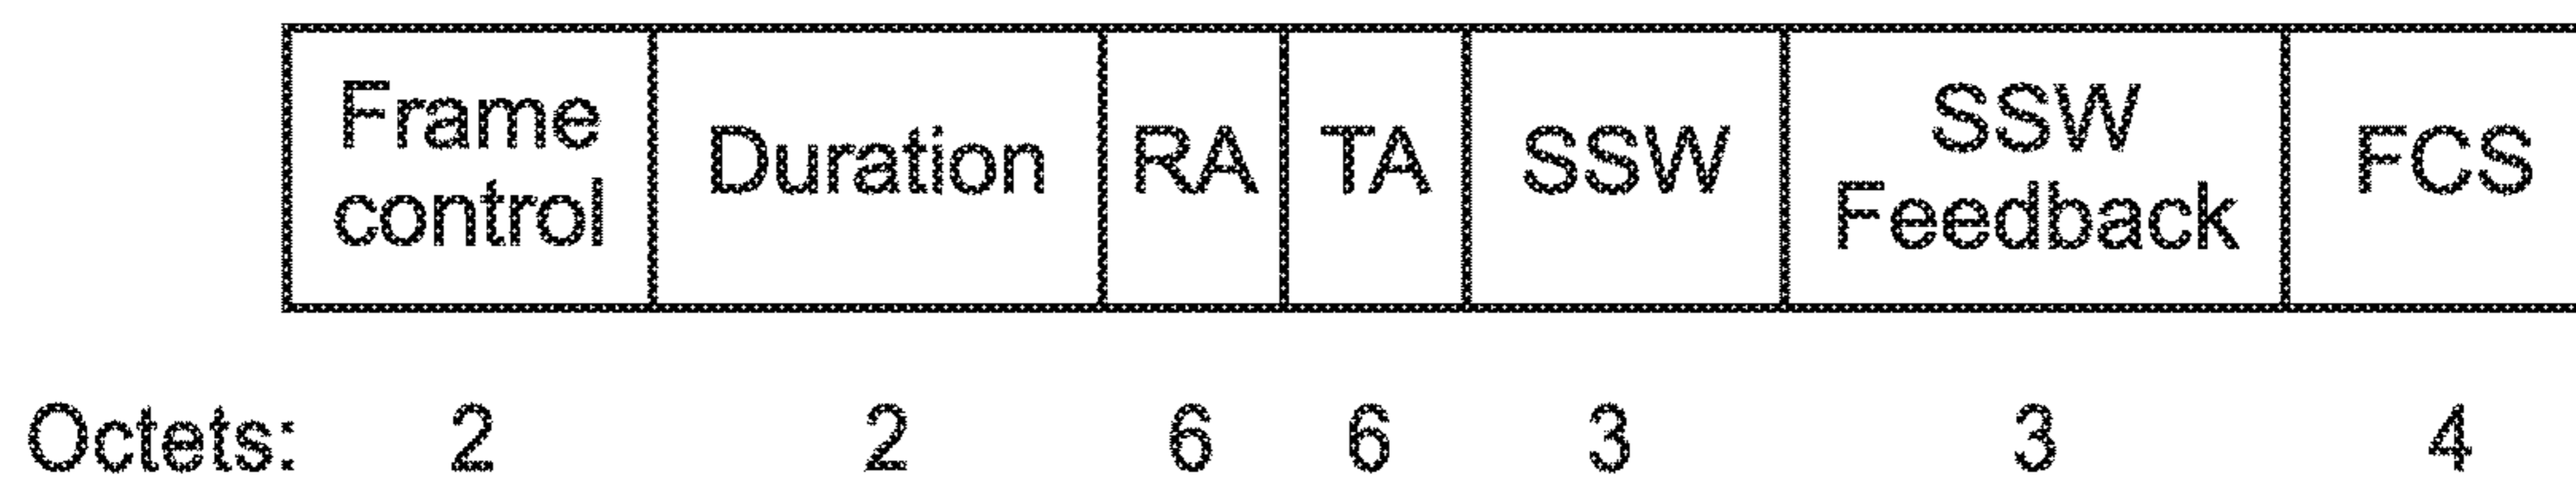 Frame control Duration RA TA SSW SSW Feedback FCS
Octets: 2 2 6 6 3 3 4